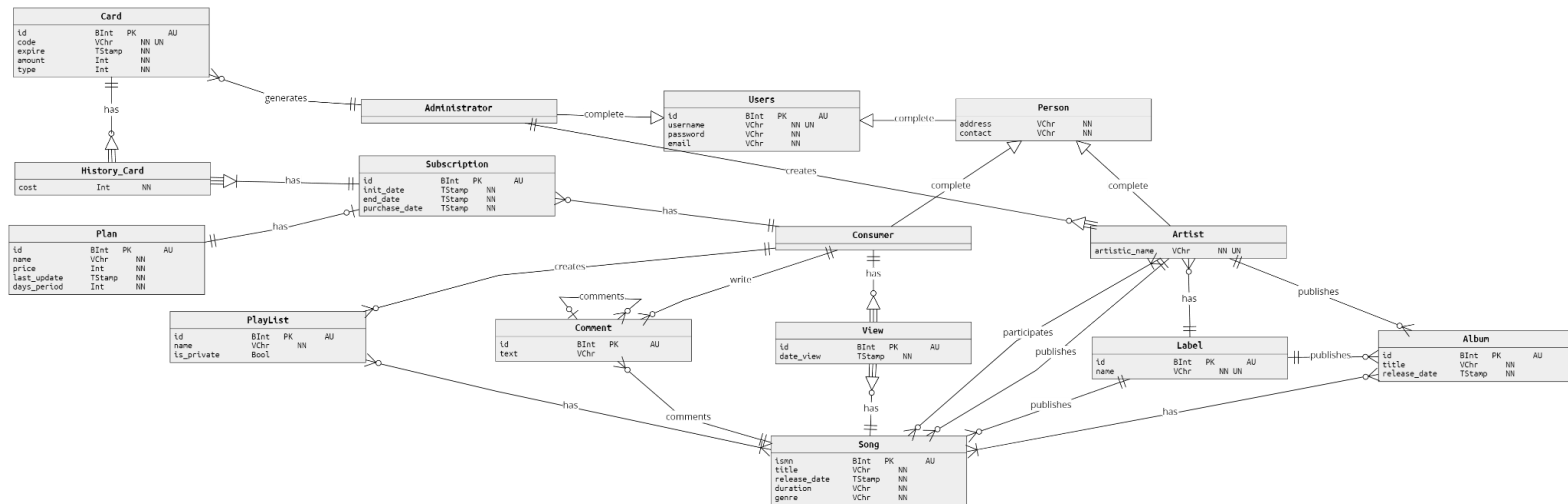 Card
id BInt PK AU
code VChr NN UN
expire TStamp NN
amount Int NN
type Int NN
generates
has
Administrator
complete
Users
id BInt PK AU
username VChr NN UN
password VChr NN
email VChr NN
complete
Person
address VChr NN
contact VChr NN
History_Card
cost Int NN
has
Subscription
id BInt PK AU
init_date TStamp NN
end_date TStamp NN
purchase_date TStamp NN
creates
complete
complete
has
has
Plan
id BInt PK AU
name VChr NN
price Int NN
last_update TStamp NN
days_period Int NN
Consumer
Artist
artistic_name VChr NN UN
creates
write
has
comments
publishes
has
PlayList
id BInt PK AU
name VChr NN
is_private Bool
Comment
id BInt PK AU
text VChr
View
id BInt PK AU
date_view TStamp NN
participates
publishes
Label
id BInt PK AU
name VChr NN UN
publishes
Album
id BInt PK AU
title VChr NN
release_date TStamp NN
has
comments
has
publishes
has
Song
ismn BInt PK AU
title VChr NN
release_date TStamp NN
duration VChr NN
genre VChr NN